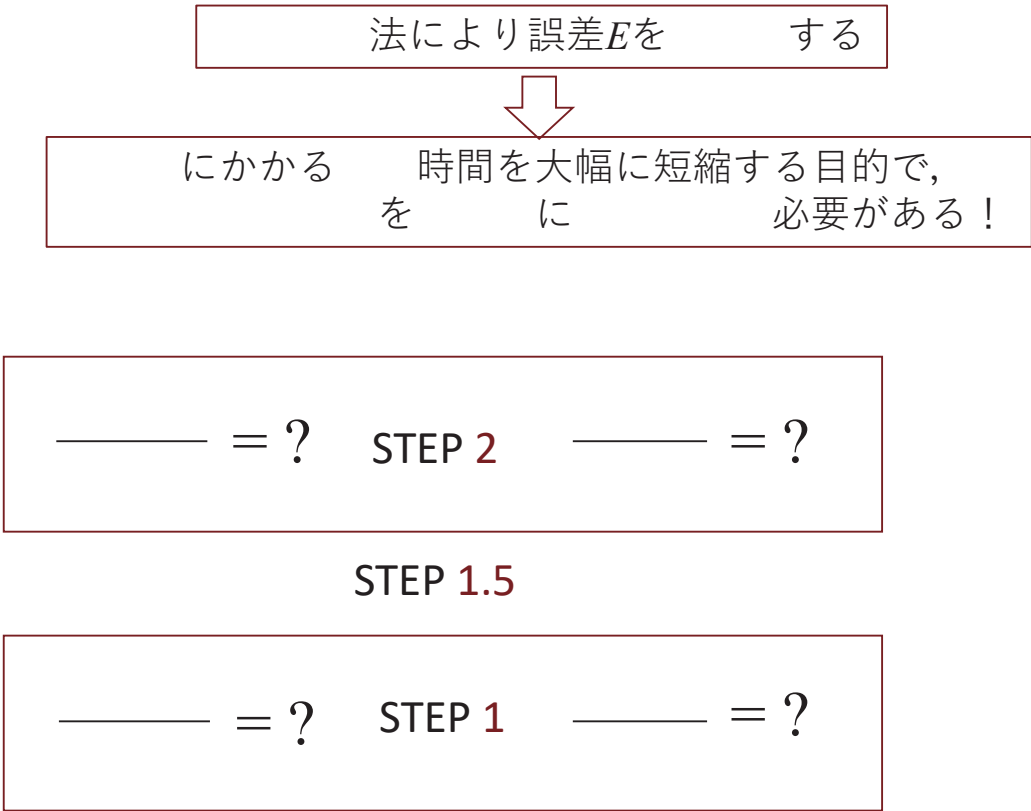 法により誤差Eを する
にかかる 時間を大幅に短縮する目的で,
を に 必要がある！
= ? STEP 2 = ?
STEP 1.5
= ? STEP 1 = ?